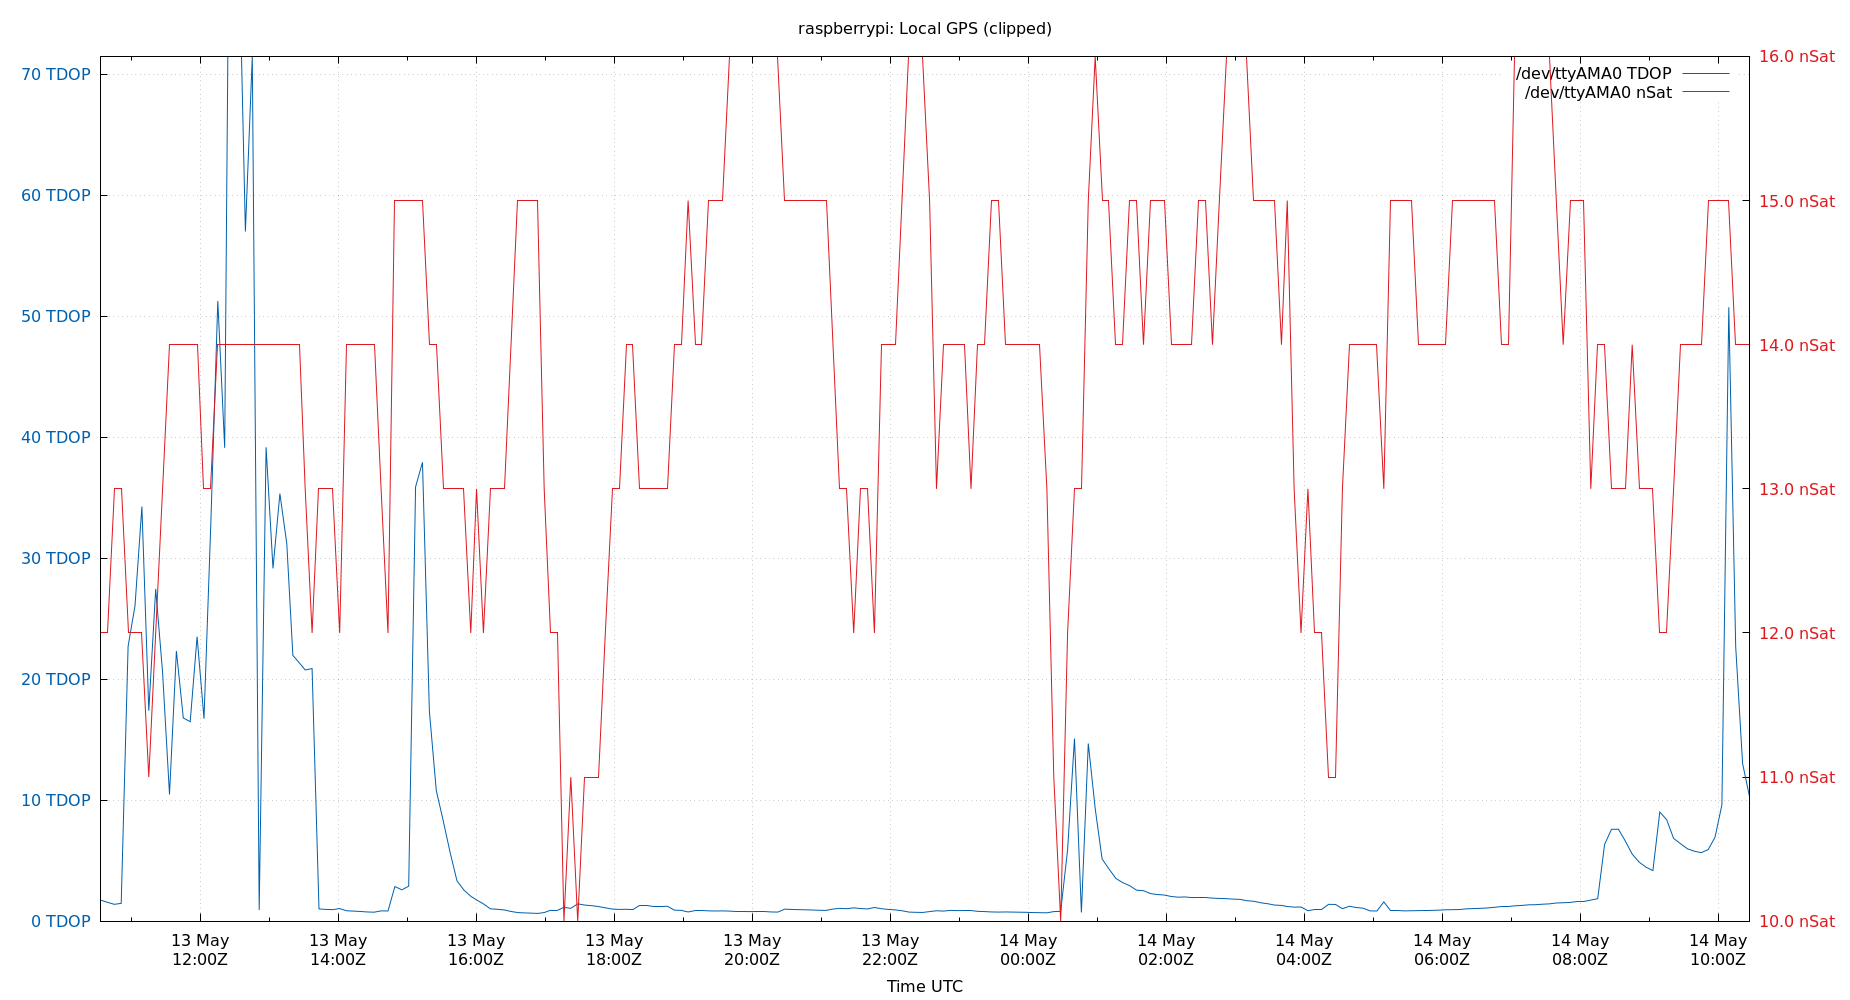 raspberrypi: Local GPS (clipped)
70 TDOP
60 TDOP
50 TDOP
40 TDOP
30 TDOP
20 TDOP
10 TDOP
0 TDOP
16.0 nSat
15.0 nSat
14.0 nSat
13.0 nSat
12.0 nSat
11.0 nSat
10.0 nSat
/dev/ttyAMA0 TDOP
/dev/ttyAMA0 nSat
13 May
12:00Z
13 May
14:00Z
13 May
16:00Z
13 May
18:00Z
13 May
20:00Z
13 May
22:00Z
14 May
00:00Z
14 May
02:00Z
14 May
04:00Z
14 May
06:00Z
14 May
08:00Z
14 May
10:00Z
Time UTC